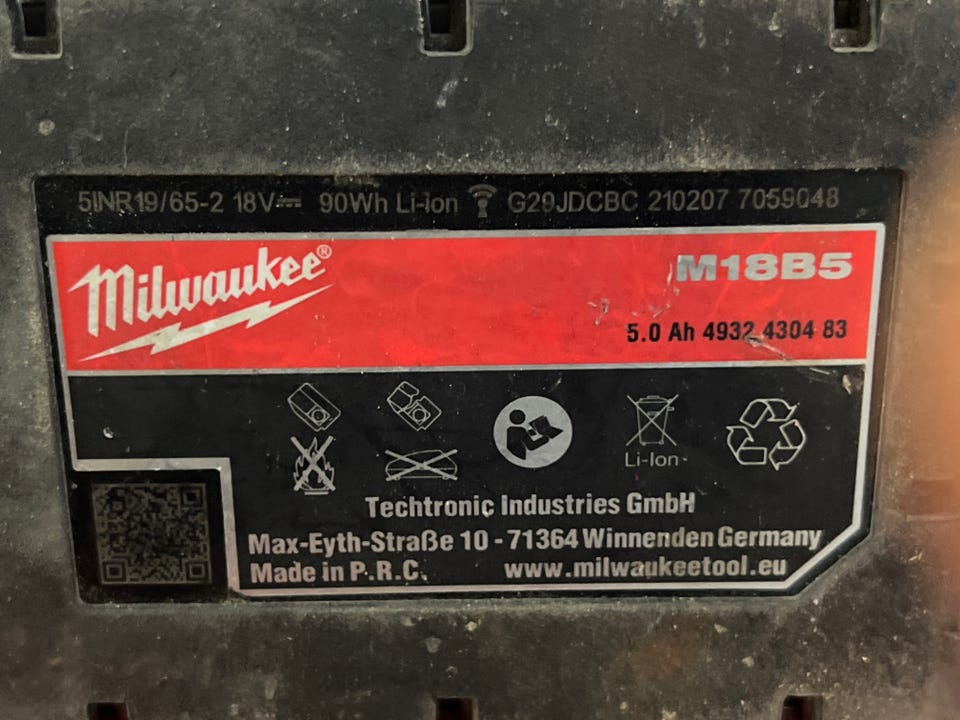 5INR19/65-2 18V⎓ 90Wh Li-ion G29JDCBC 210207 7059048
Milwaukee®
M18B5
5.0 Ah 4932 4304 83
Li-Ion
Techtronic Industries GmbH
Max-Eyth-Straße 10 - 71364 Winnenden Germany
Made in P.R.C. www.milwaukeetool.eu